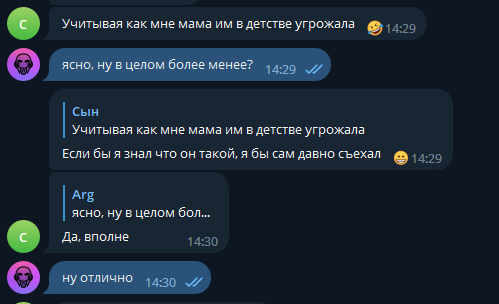 С
Учитывая как мне мама им в детстве угрожала 🤣 14:29
ясно, ну в целом более менее? 14:29
Сын
Учитывая как мне мама им в детстве угрожала
Если бы я знал что он такой, я бы сам давно съехал 😁 14:29
Arg
ясно, ну в целом бол...
С
Да, вполне 14:30
ну отлично 14:30